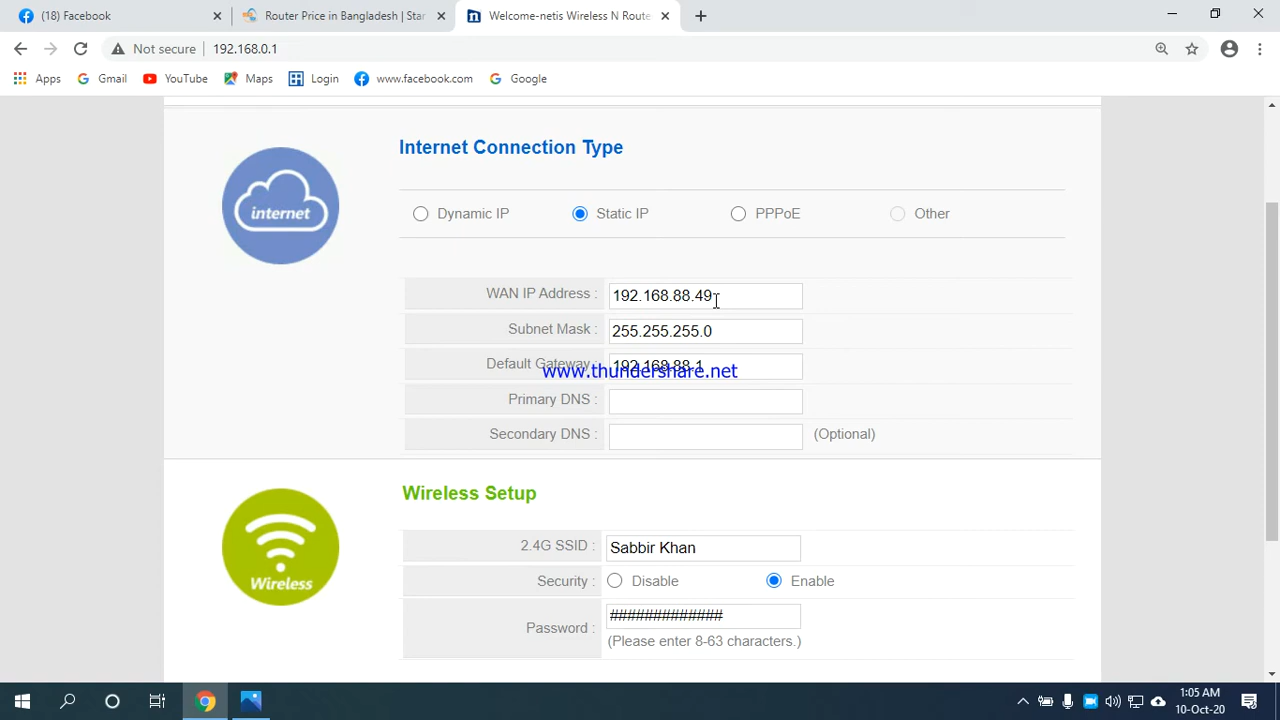 (18) Facebook
Router Price in Bangladesh | Star
Welcome-netis Wireless N Route
Not secure
192.168.0.1
Apps
Gmail
YouTube
Maps
Login
www.facebook.com
Google
internet
Internet Connection Type
Dynamic IP
Static IP
PPPoE
Other
WAN IP Address : 192.168.88.49
Subnet Mask : 255.255.255.0
Default Gateway : 192.168.88.1
www.thundershare.net
Primary DNS :
Secondary DNS : (Optional)
Wireless
Wireless Setup
2.4G SSID : Sabbir Khan
Security : Disable Enable
Password : ##############
(Please enter 8-63 characters.)
1:05 AM
10-Oct-20